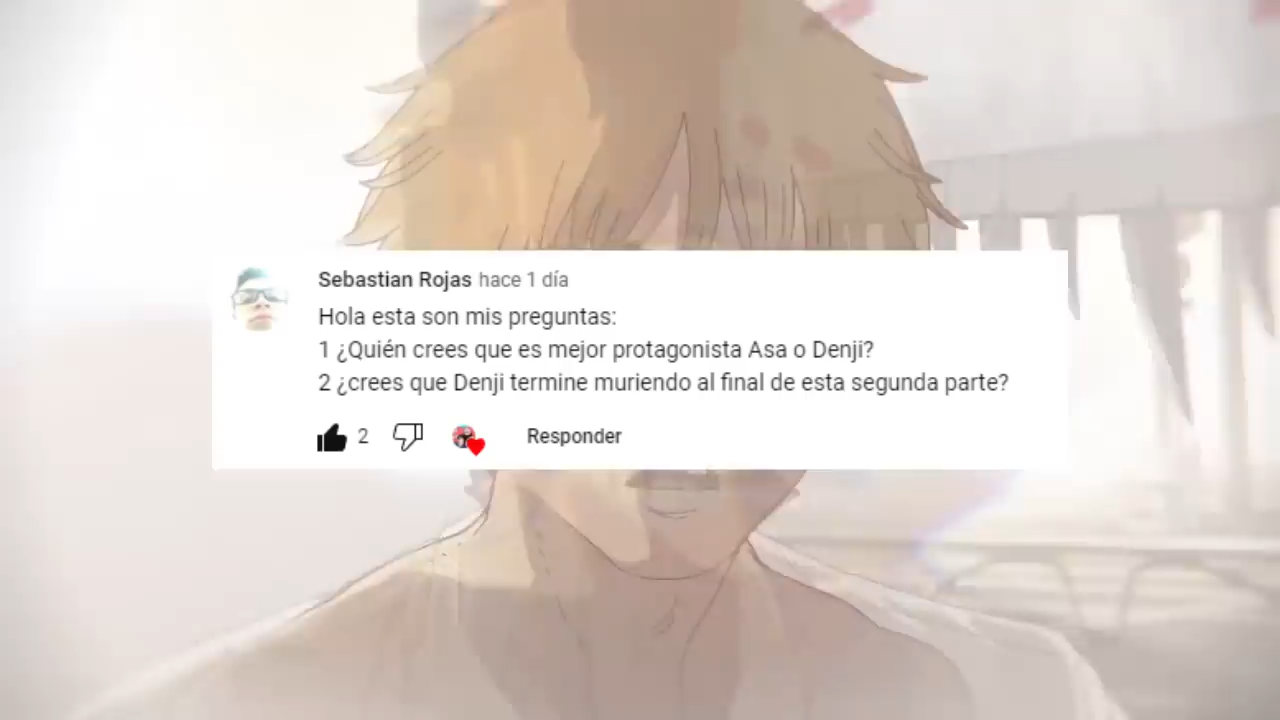 Sebastian Rojas hace 1 día
Hola esta son mis preguntas:
1 ¿Quién crees que es mejor protagonista Asa o Denji?
2 ¿crees que Denji termine muriendo al final de esta segunda parte?
2 Responder